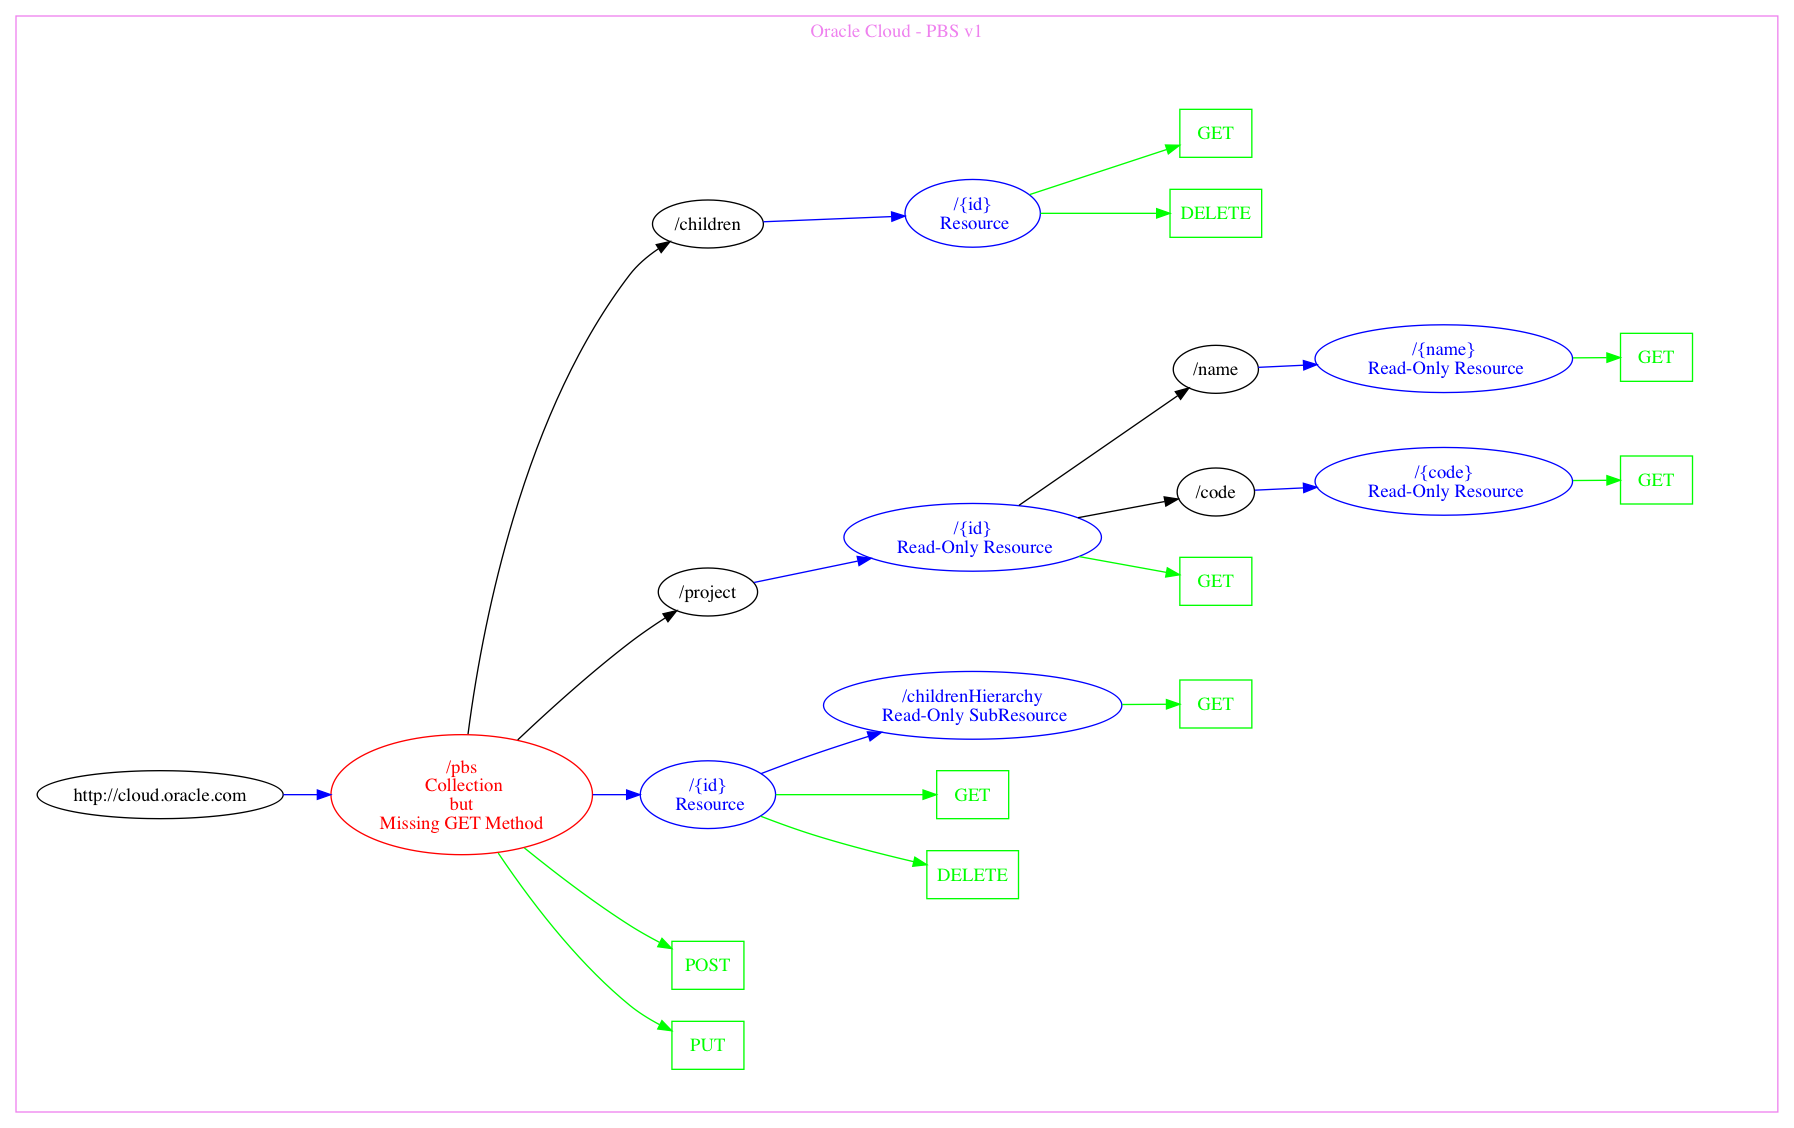 Oracle Cloud - PBS v1
GET
/{id}
Resource
/children
DELETE
/{name}
Read-Only Resource
GET
/name
/{code}
Read-Only Resource
GET
/code
/{id}
Read-Only Resource
GET
/project
/childrenHierarchy
Read-Only SubResource
GET
http://cloud.oracle.com
/pbs
Collection
but
Missing GET Method
/{id}
Resource
GET
DELETE
POST
PUT